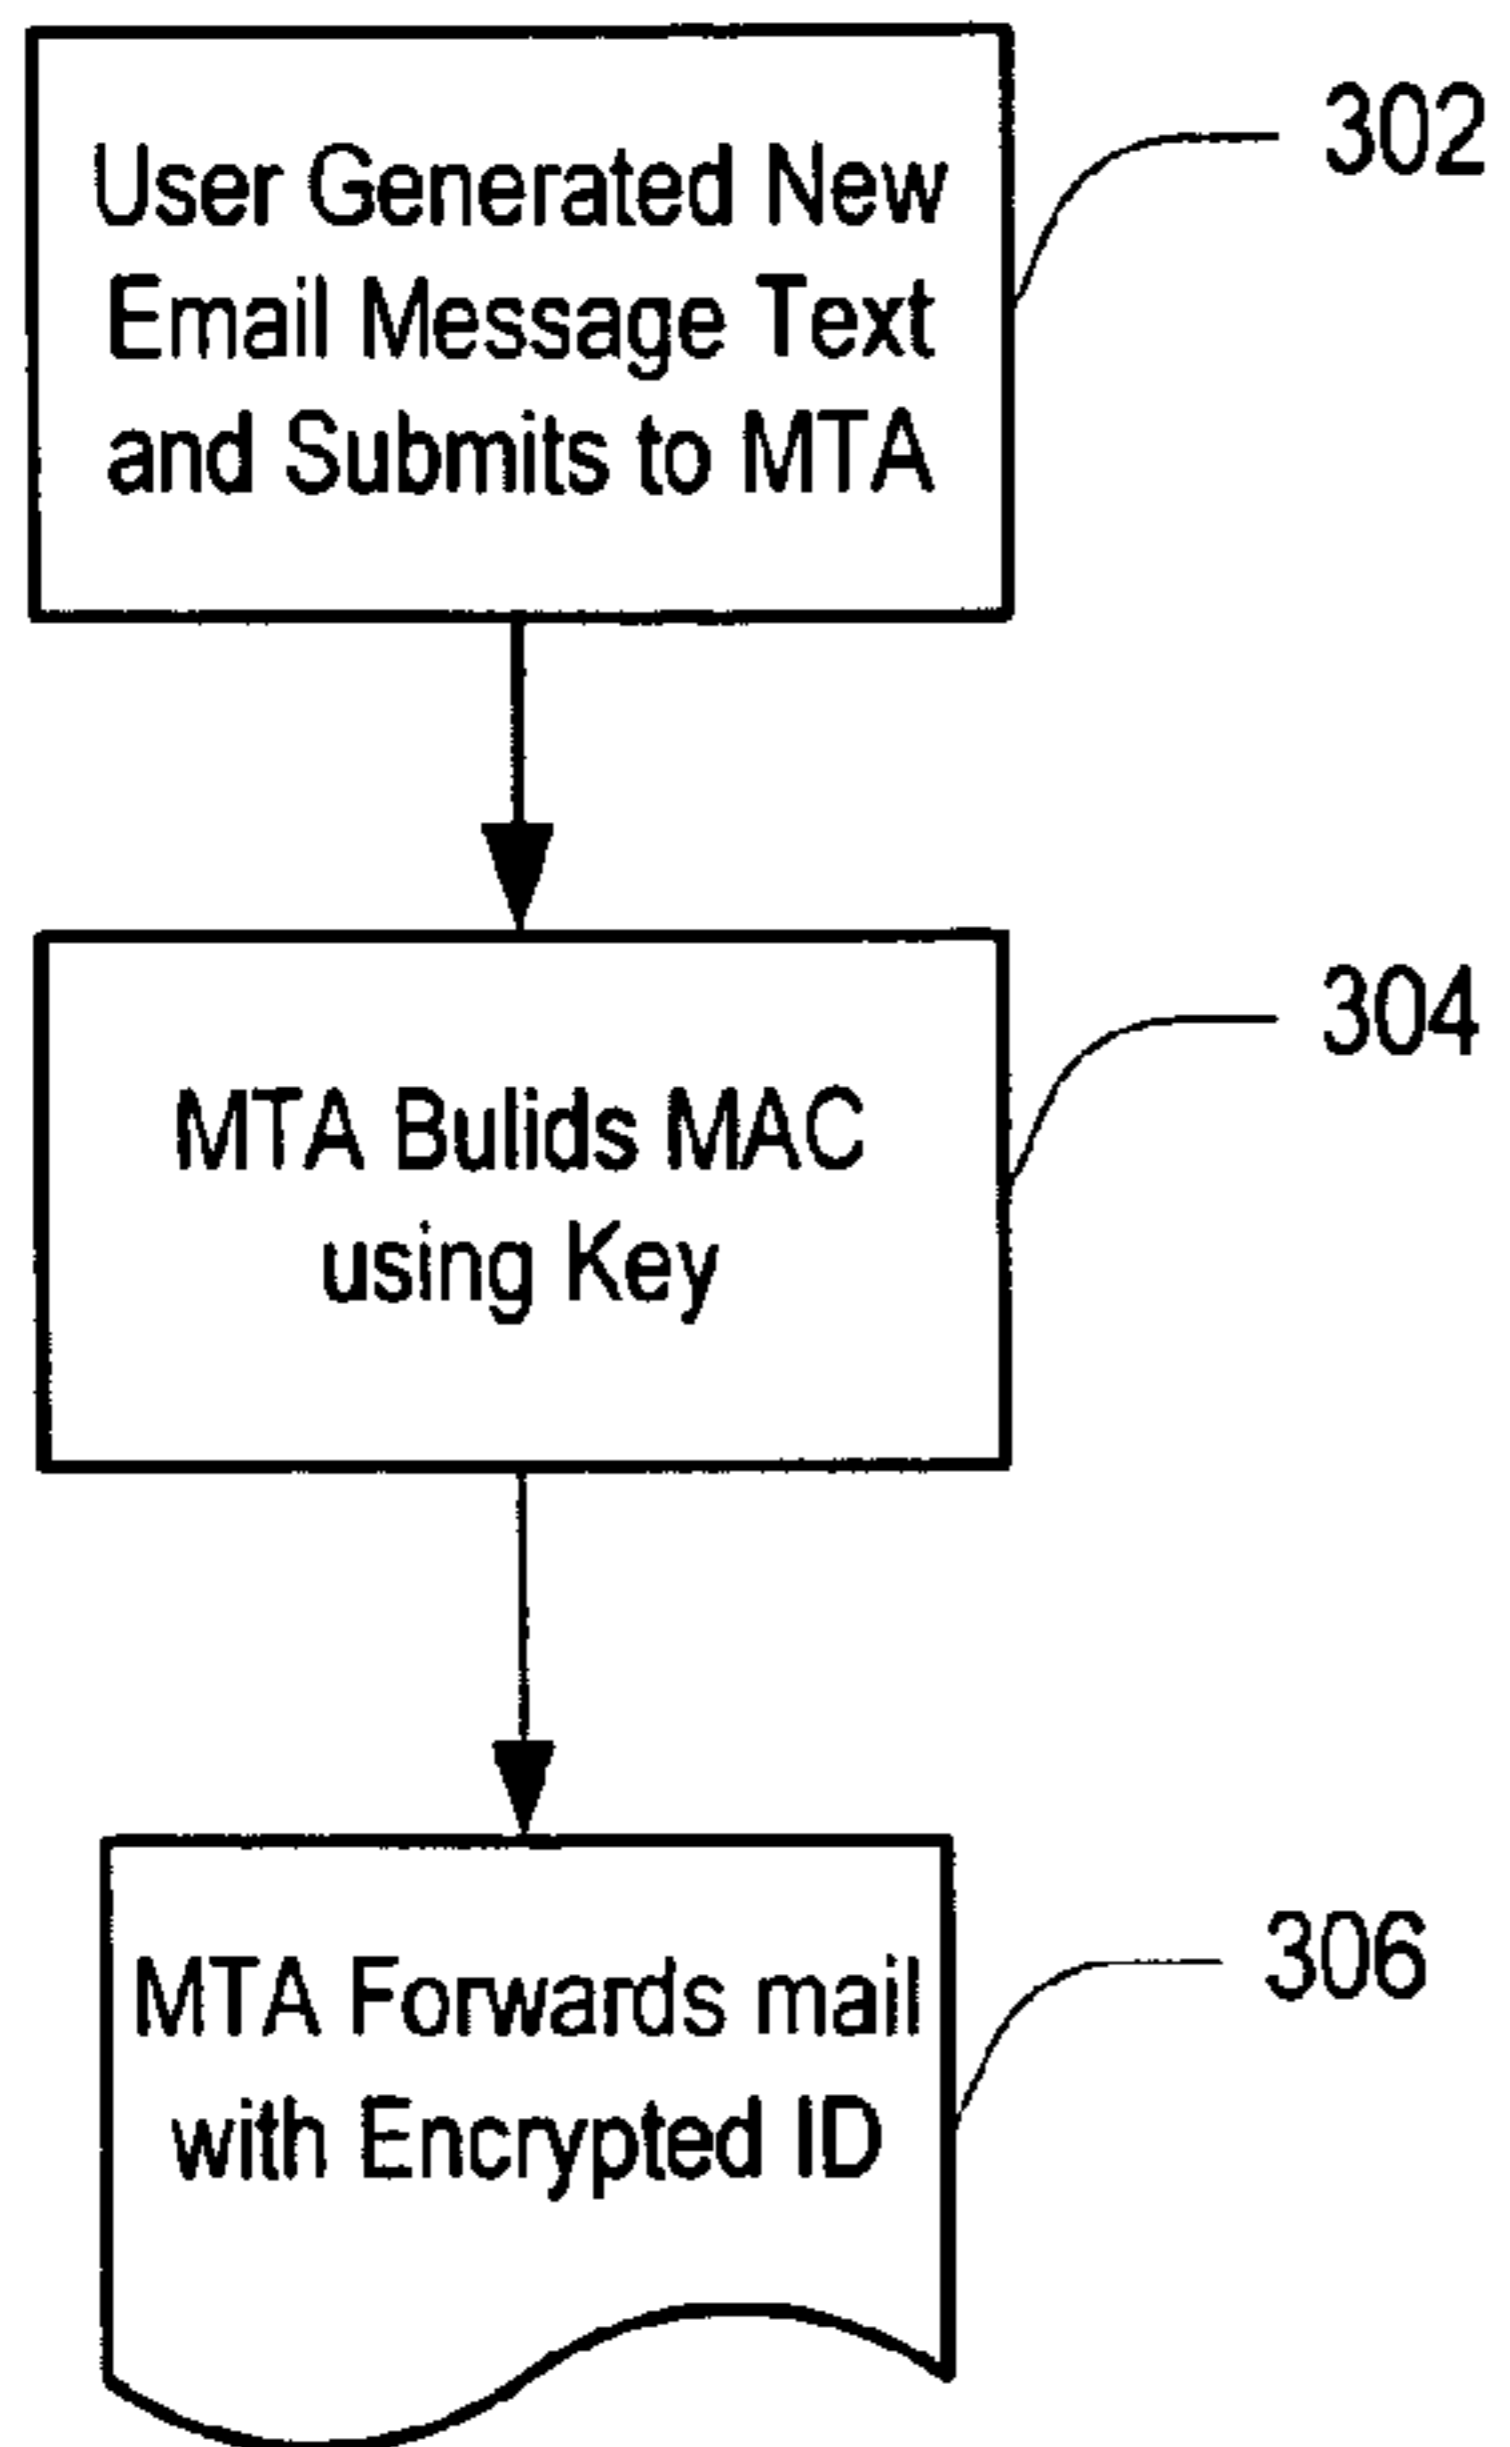 User Generated New
Email Message Text
and Submits to MTA
302
MTA Bulids MAC
using Key
304
MTA Forwards mail
with Encrypted ID
306